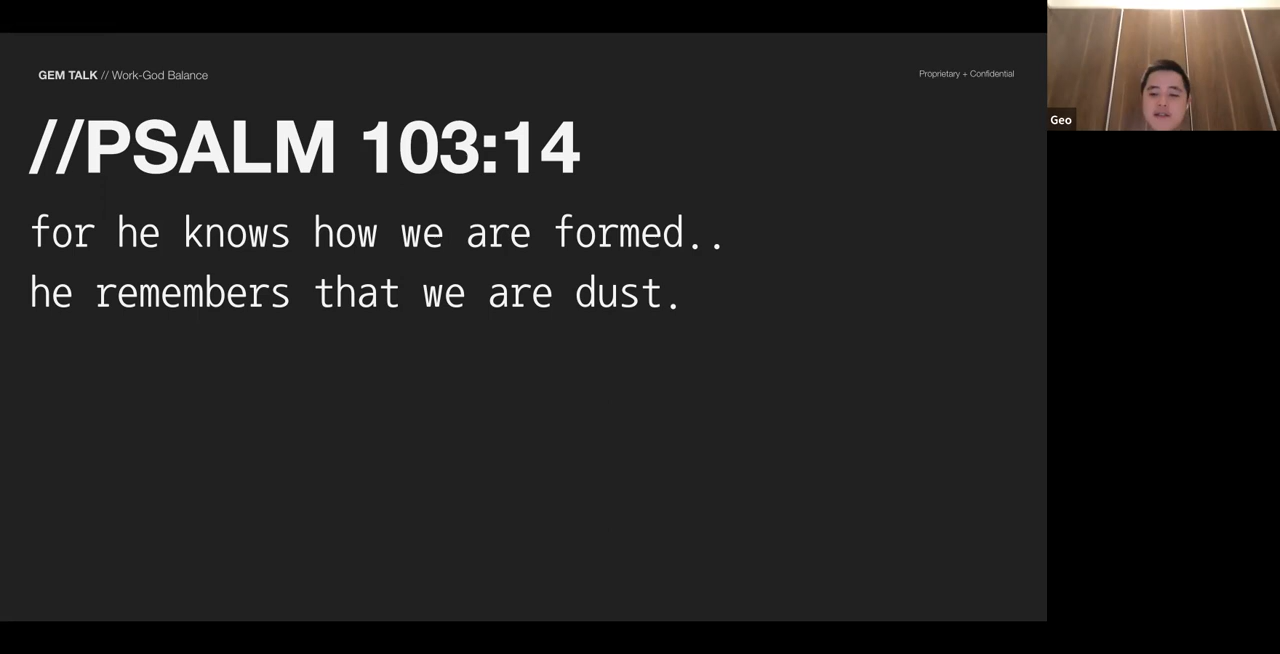 GEM TALK // Work-God Balance
Proprietary + Confidential
//PSALM 103:14
for he knows how we are formed..
he remembers that we are dust.
Geo